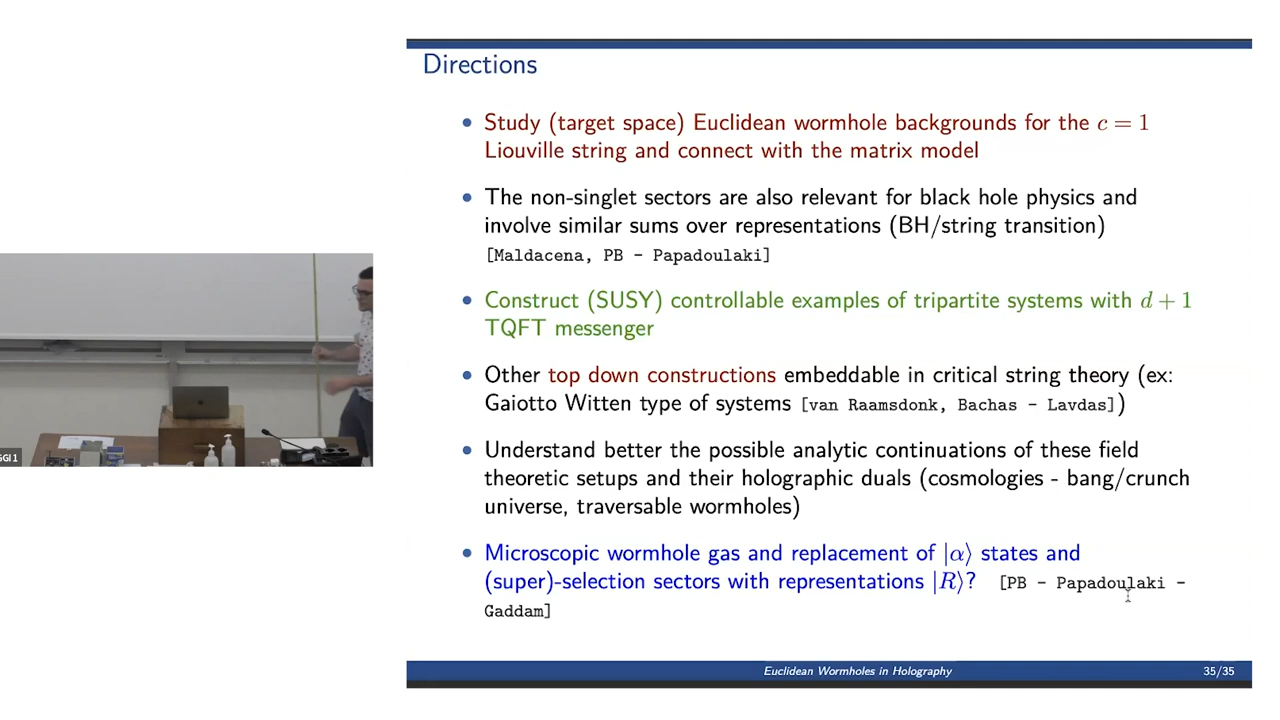 Directions
• Study (target space) Euclidean wormhole backgrounds for the c = 1
Liouville string and connect with the matrix model
• The non-singlet sectors are also relevant for black hole physics and
involve similar sums over representations (BH/string transition)
[Maldacena, PB - Papadoulaki]
• Construct (SUSY) controllable examples of tripartite systems with d + 1
TQFT messenger
• Other top down constructions embeddable in critical string theory (ex:
Gaiotto Witten type of systems [van Raamsdonk, Bachas - Lavdas])
• Understand better the possible analytic continuations of these field
theoretic setups and their holographic duals (cosmologies - bang/crunch
universe, traversable wormholes)
• Microscopic wormhole gas and replacement of |α⟩ states and
(super)-selection sectors with representations |R⟩? [PB - Papadoulaki -
Gaddam]
Euclidean Wormholes in Holography 35/35